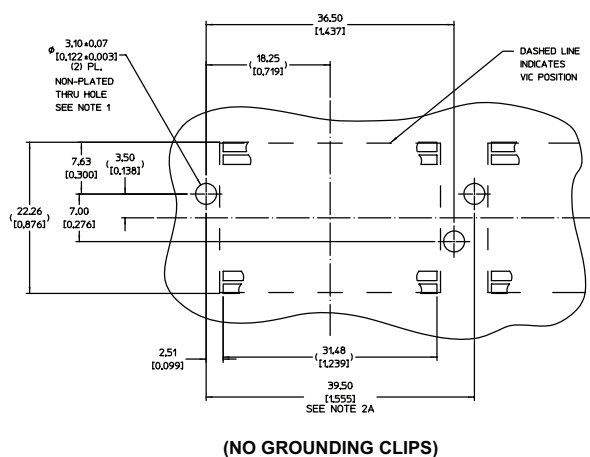 36.50
[1.437]
ø 3.10±0.07
[0.122±0.003]
(2) PL.
NON-PLATED
THRU HOLE
SEE NOTE 1
( 18.25 )
[0.719]
DASHED LINE
INDICATES
VIC POSITION
7.63
[0.300]
( 3.50 )
[0.138]
( 22.26 )
[0.876]
7.00
[0.276]
2.51
[0.099]
( 31.48 )
[1.239]
39.50
[1.555]
SEE NOTE 2A
(NO GROUNDING CLIPS)